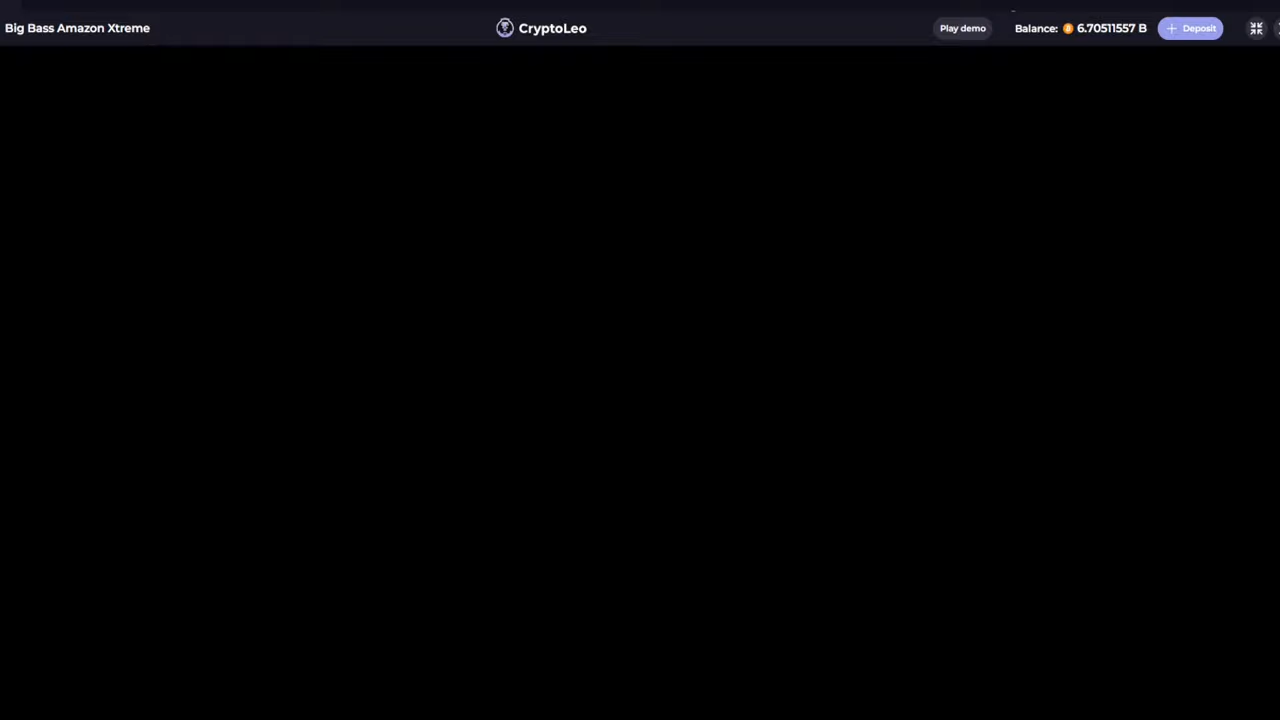 Big Bass Amazon Xtreme
CryptoLeo
Play demo
Balance: 6.70511557 B
Deposit